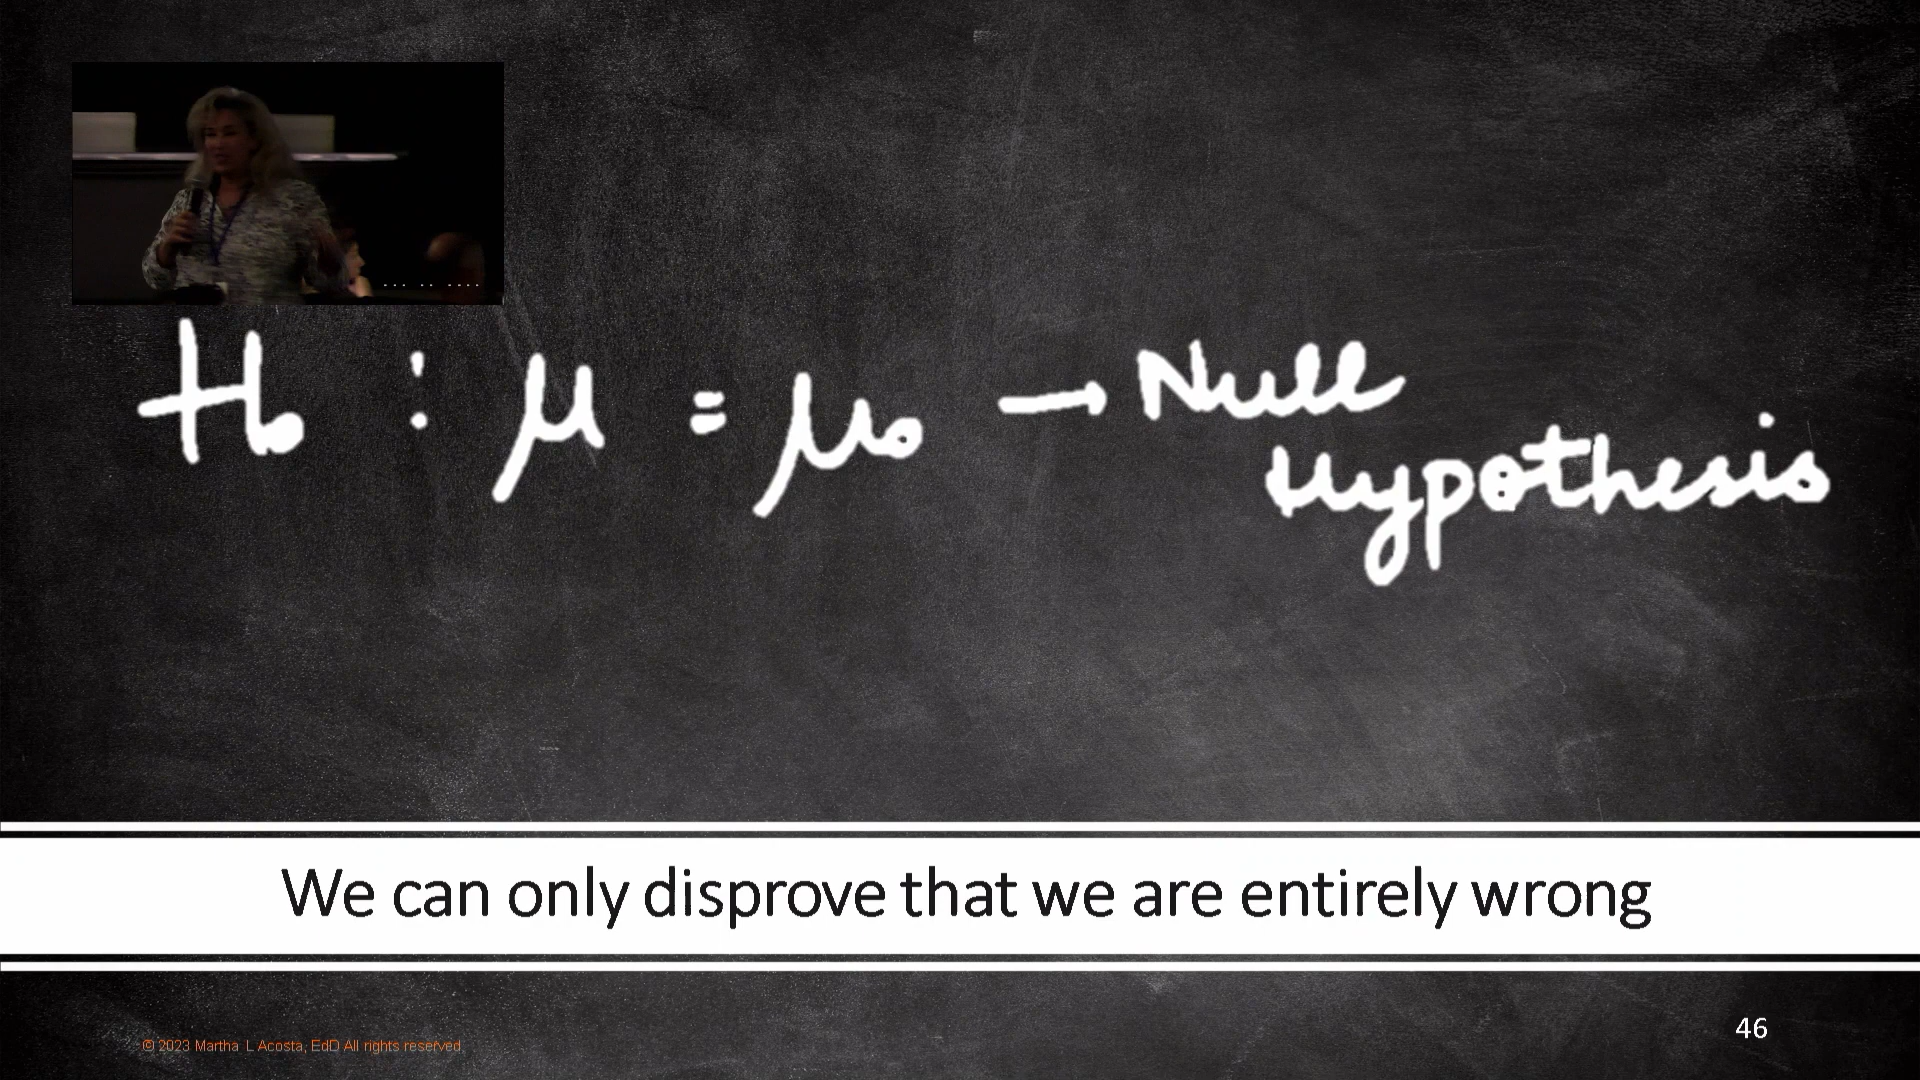 H₀ : μ = μ₀ → Null
Hypothesis
We can only disprove that we are entirely wrong
46
© 2023 Martha L Acosta, EdD All rights reserved